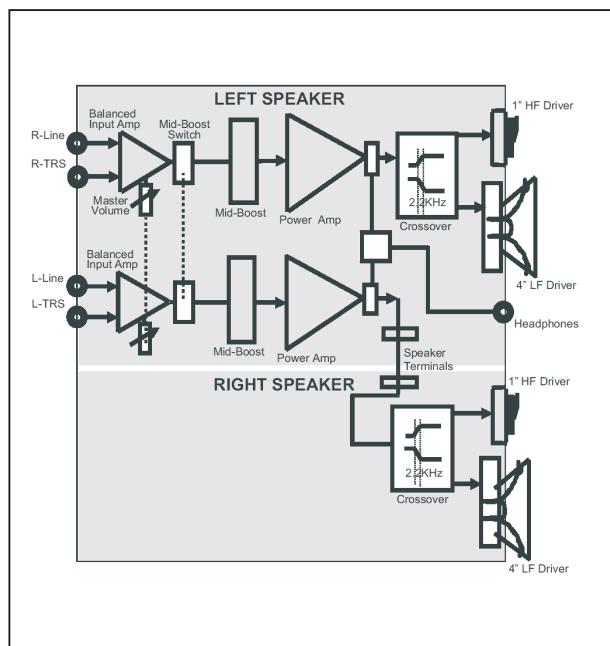 LEFT SPEAKER
1" HF Driver
Balanced
Input Amp
Mid-Boost
Switch
R-Line
R-TRS
Master
Volume
Mid-Boost
Power Amp
2.2KHz
Crossover
4" LF Driver
Balanced
Input Amp
L-Line
L-TRS
Headphones
Mid-Boost
Power Amp
Speaker
Terminals
RIGHT SPEAKER
1" HF Driver
2.2KHz
Crossover
4" LF Driver